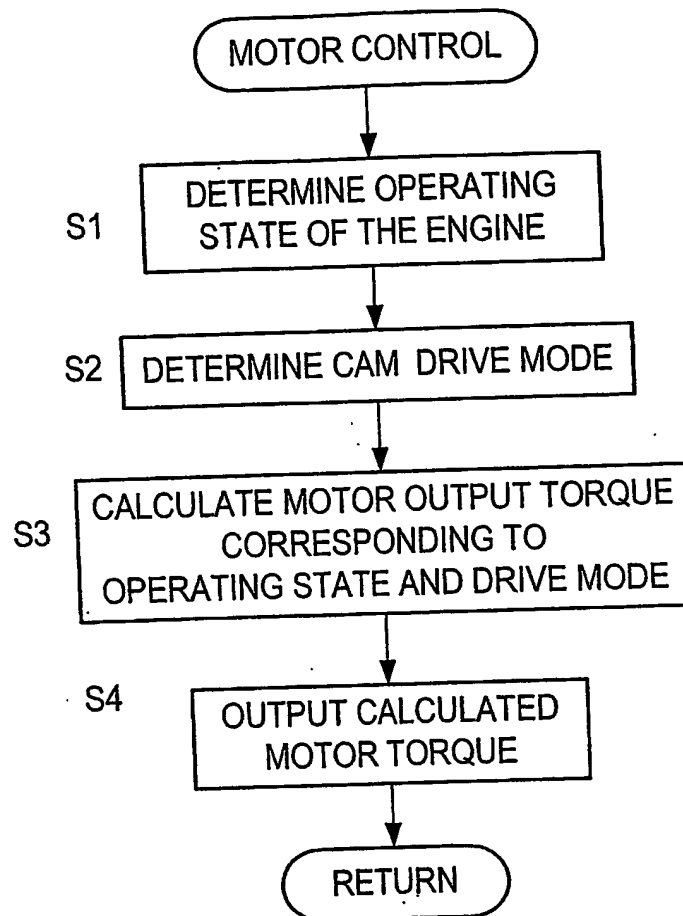 MOTOR CONTROL
S1
DETERMINE OPERATING
STATE OF THE ENGINE
S2
DETERMINE CAM DRIVE MODE
S3
CALCULATE MOTOR OUTPUT TORQUE
CORRESPONDING TO
OPERATING STATE AND DRIVE MODE
S4
OUTPUT CALCULATED
MOTOR TORQUE
RETURN